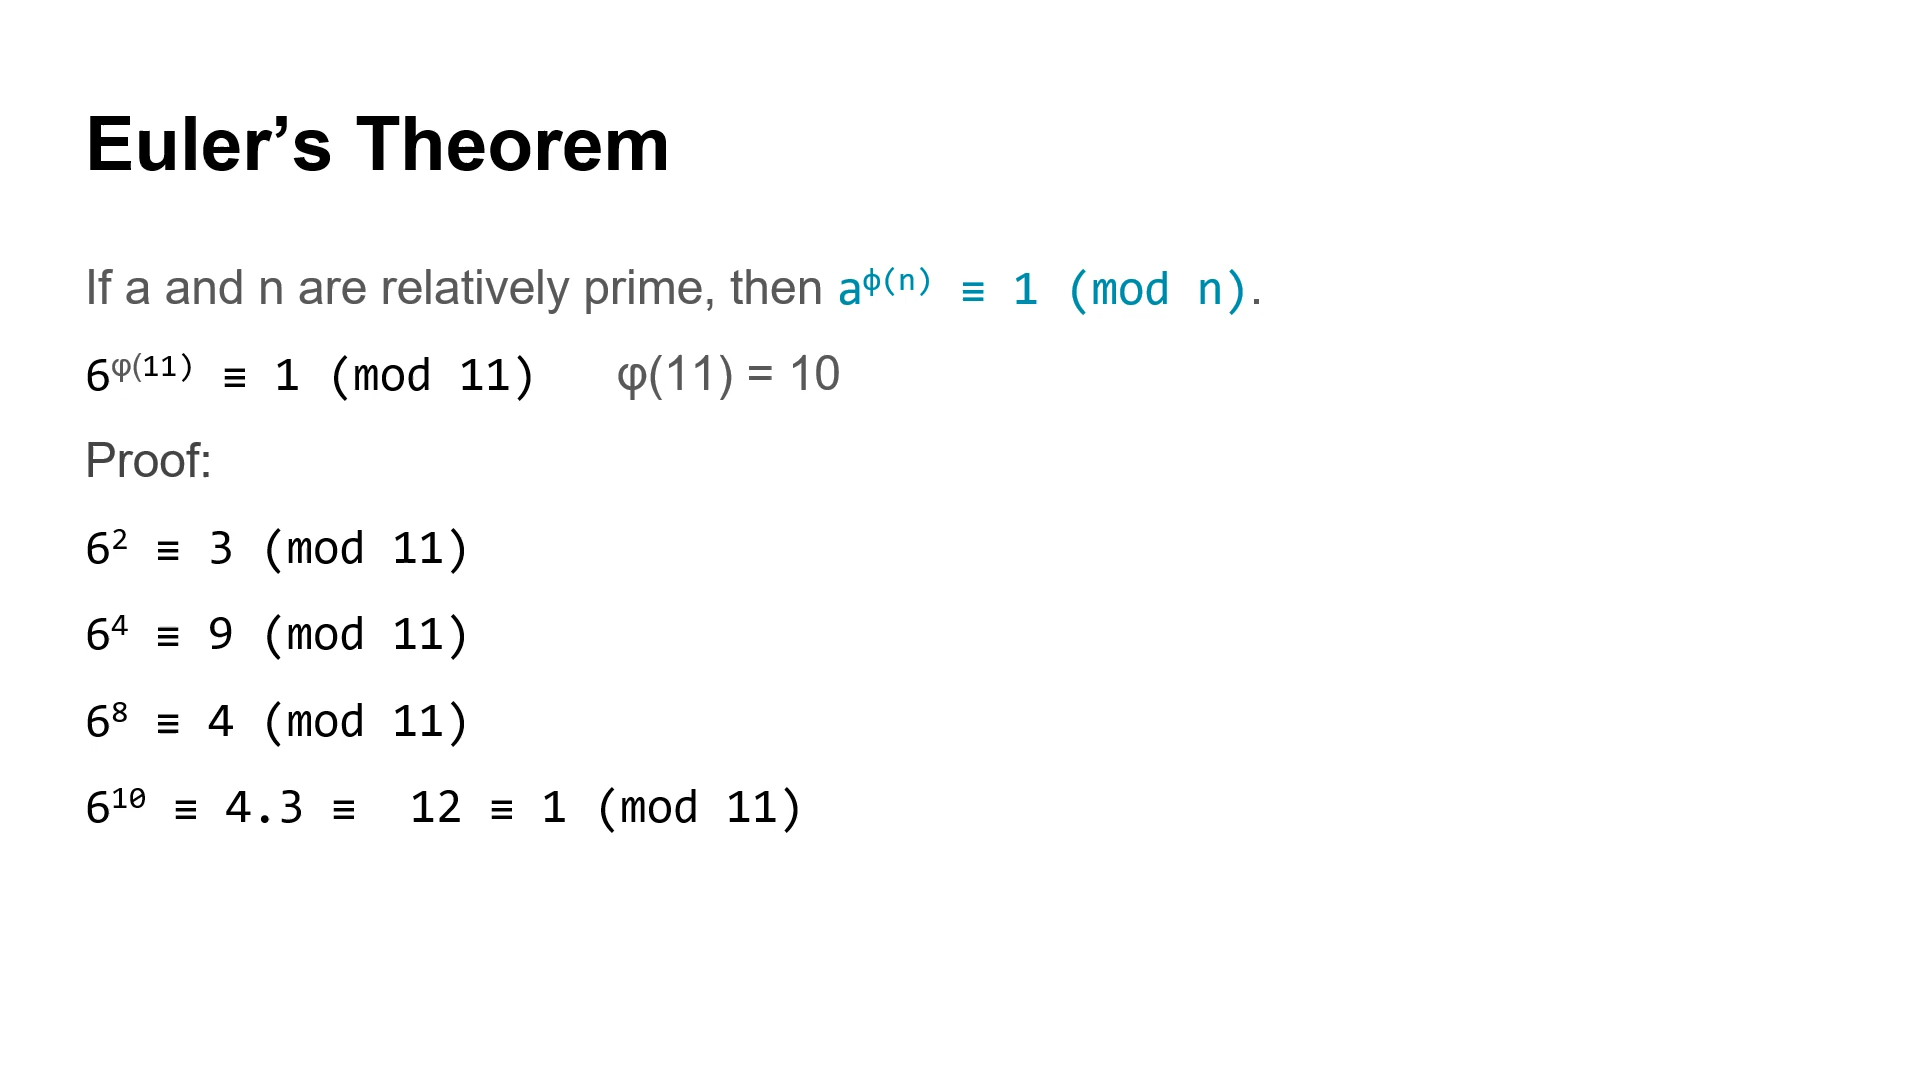 Euler’s Theorem
If a and n are relatively prime, then a^ϕ(n) ≡ 1 (mod n).
6^φ(11) ≡ 1 (mod 11) φ(11) = 10
Proof:
6² ≡ 3 (mod 11)
6⁴ ≡ 9 (mod 11)
6⁸ ≡ 4 (mod 11)
6¹⁰ ≡ 4.3 ≡ 12 ≡ 1 (mod 11)